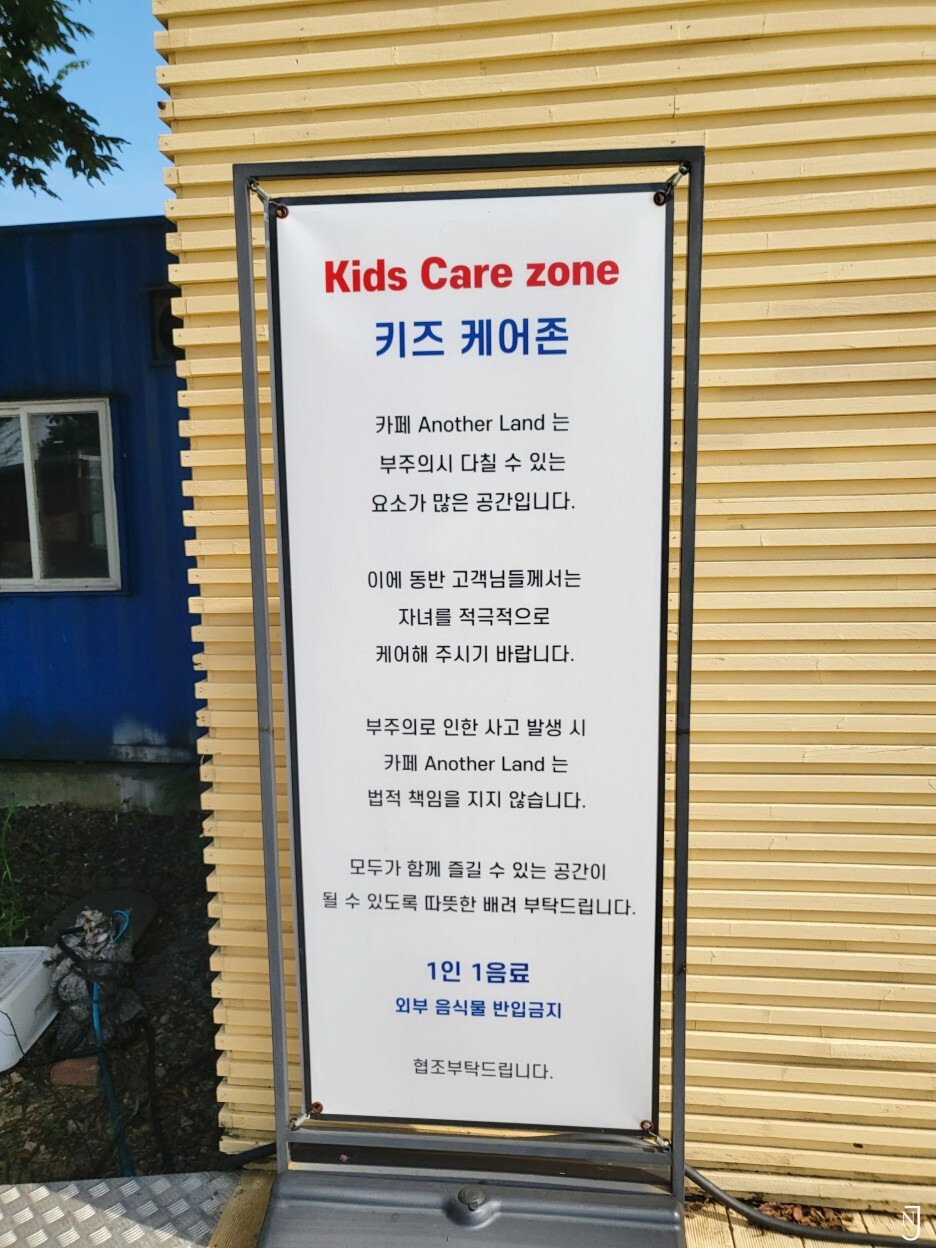 Kids Care zone
키즈 케어존
카페 Another Land 는
부주의시 다칠 수 있는
요소가 많은 공간입니다.
이에 동반 고객님들께서는
자녀를 적극적으로
케어해 주시기 바랍니다.
부주의로 인한 사고 발생 시
카페 Another Land 는
법적 책임을 지지 않습니다.
모두가 함께 즐길 수 있는 공간이
될 수 있도록 따뜻한 배려 부탁드립니다.
1인 1음료
외부 음식물 반입금지
협조부탁드립니다.